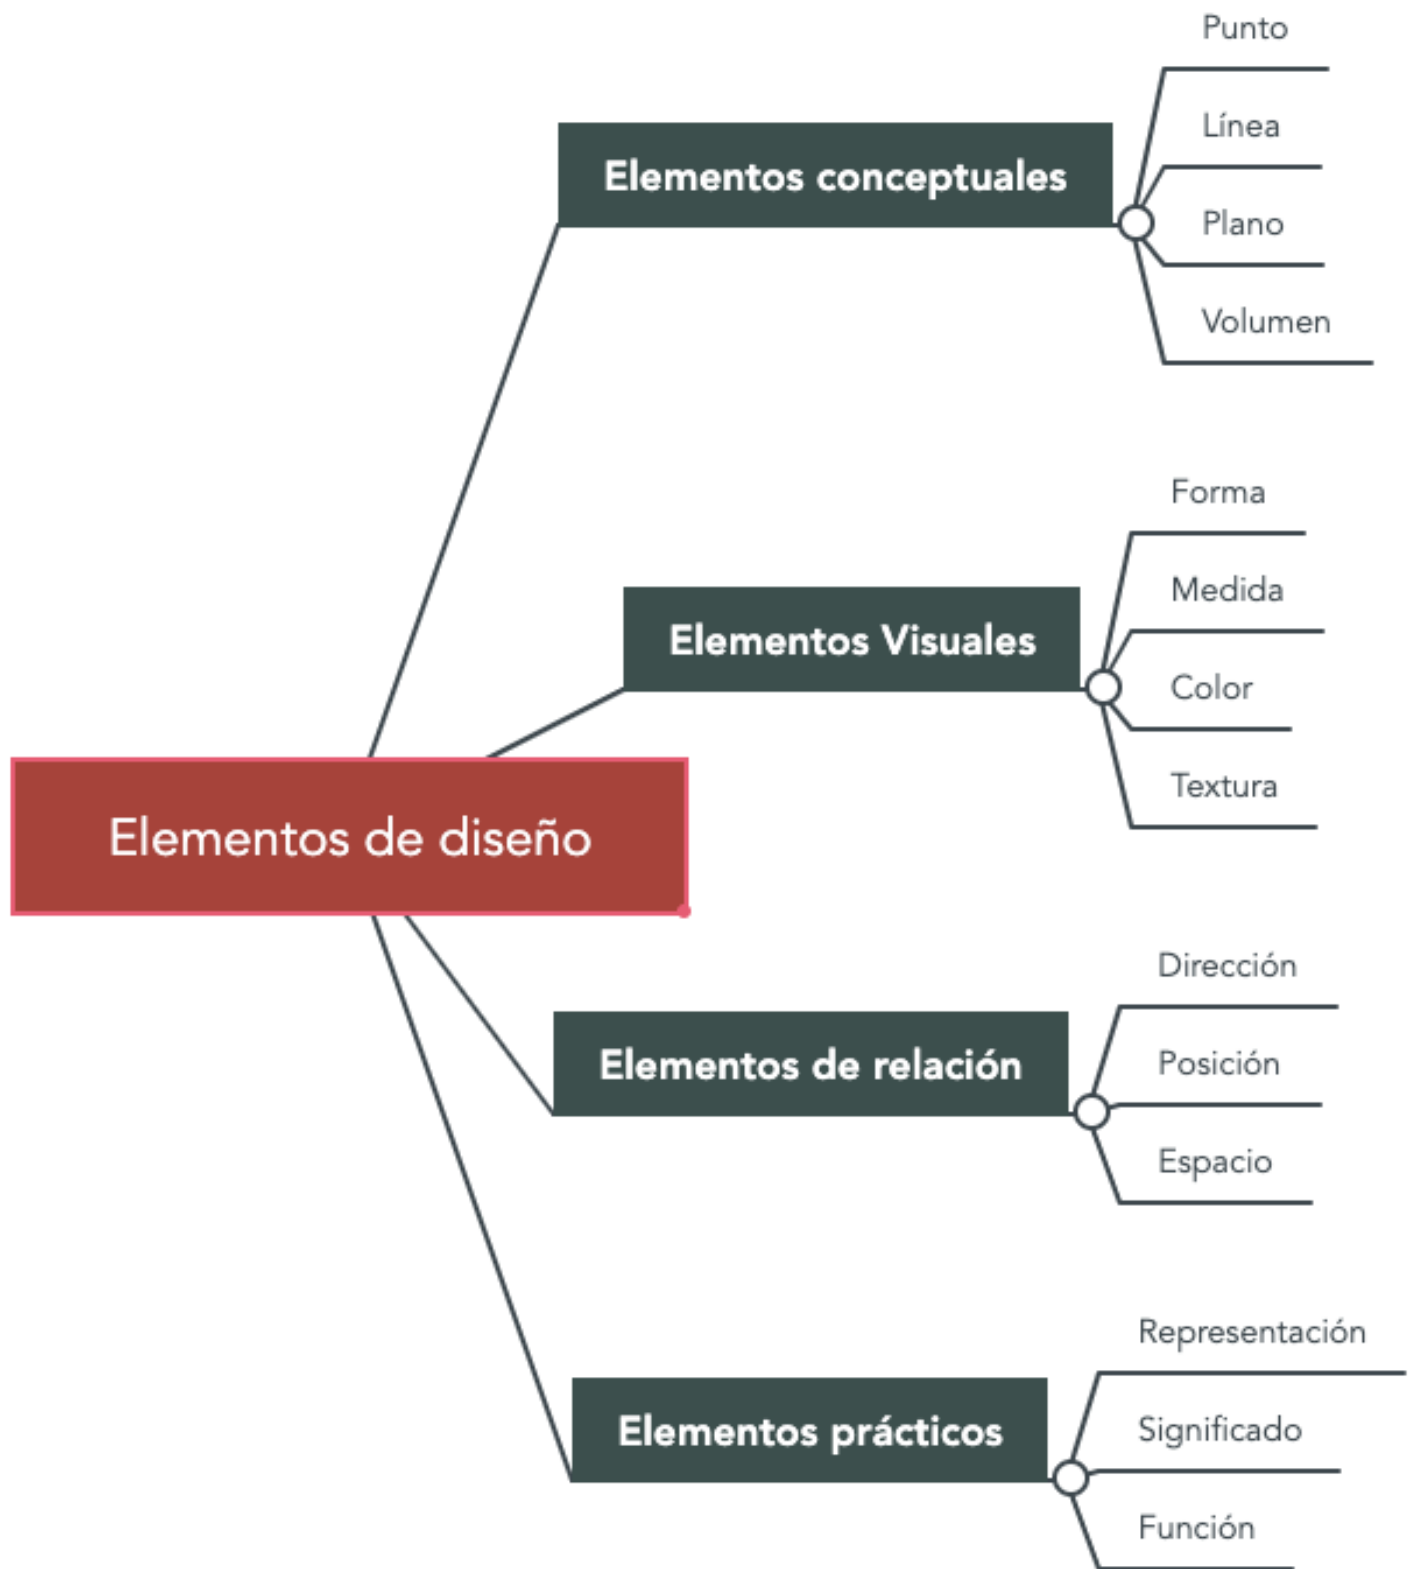 Punto
Línea
Elementos conceptuales
Plano
Volumen
Forma
Medida
Elementos Visuales
Color
Textura
Elementos de diseño
Dirección
Elementos de relación
Posición
Espacio
Representación
Elementos prácticos
Significado
Función